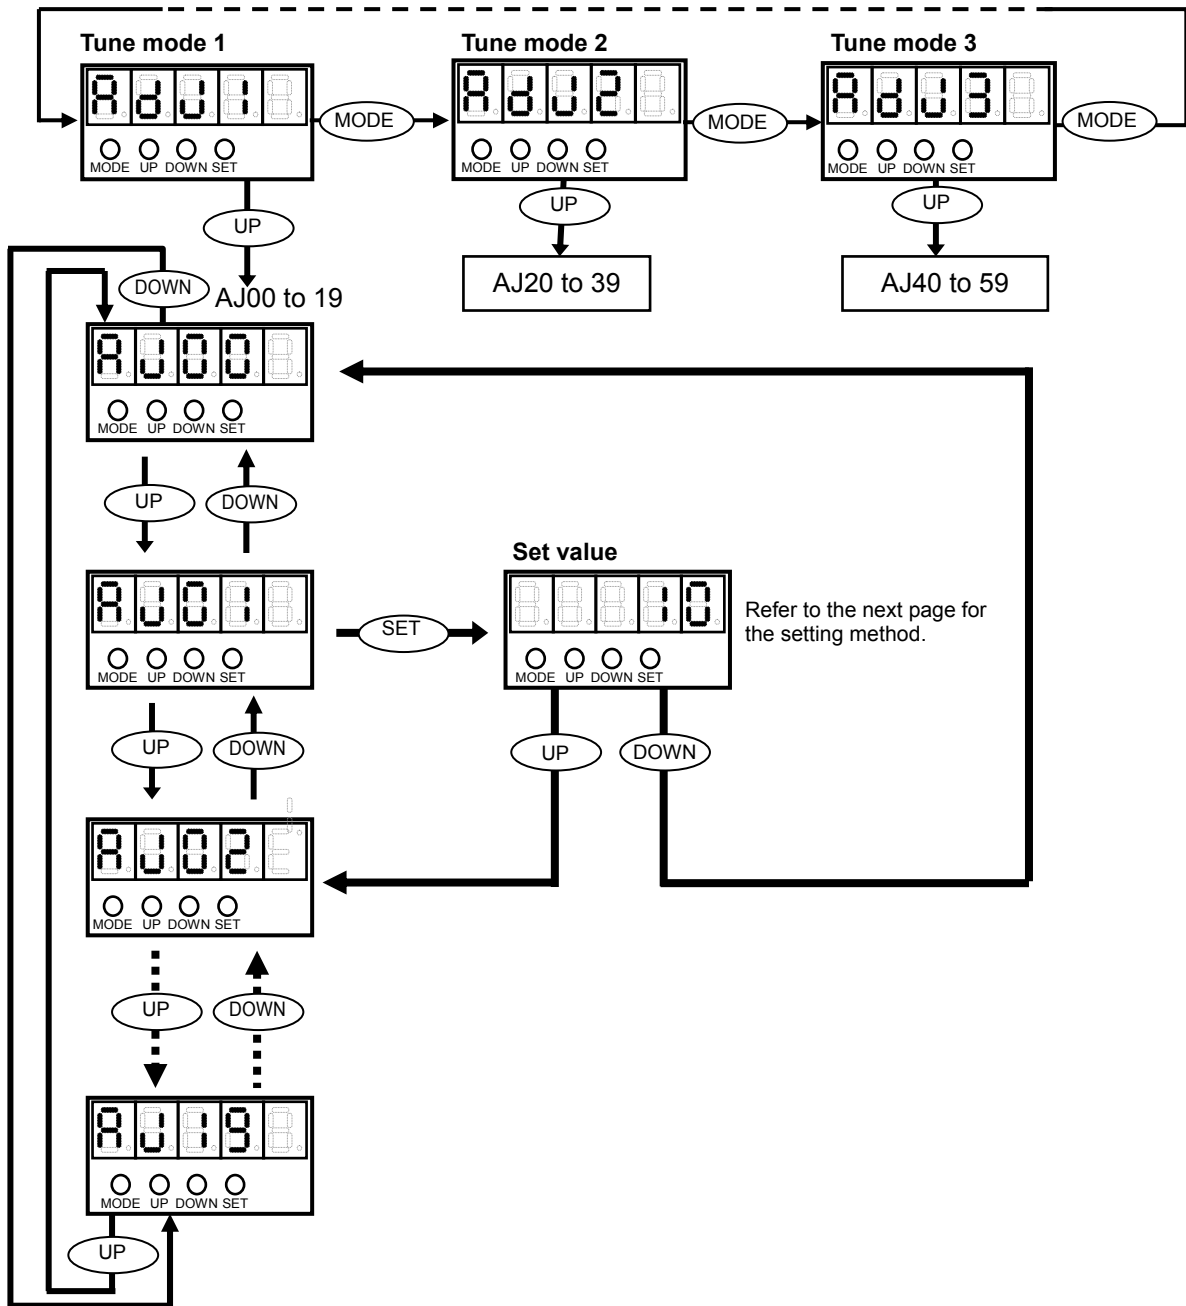 Tune mode 1
Tune mode 2
Tune mode 3
AdJ1
AdJ2
AdJ3
MODE
MODE
MODE
MODE UP DOWN SET
MODE UP DOWN SET
MODE UP DOWN SET
UP
UP
UP
DOWN
AJ00 to 19
AJ20 to 39
AJ40 to 59
AJ00
MODE UP DOWN SET
UP
DOWN
Set value
AJ01
10
Refer to the next page for
the setting method.
SET
MODE UP DOWN SET
MODE UP DOWN SET
UP
DOWN
UP
DOWN
AJ02
MODE UP DOWN SET
UP
DOWN
AJ19
MODE UP DOWN SET
UP